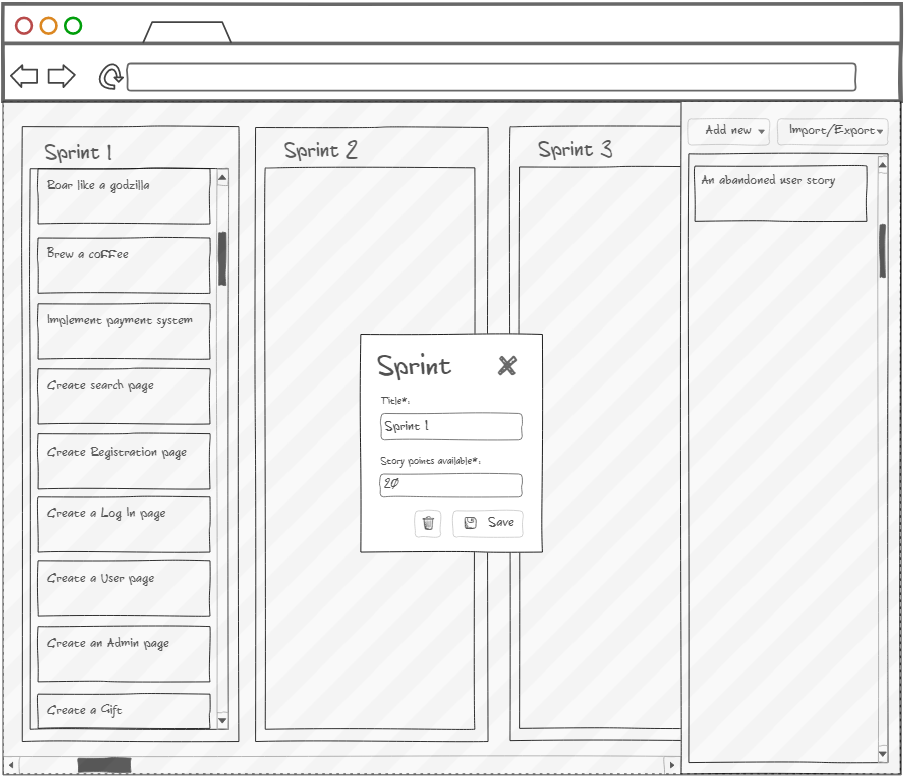 Add new
Import/Export
Sprint 1
Sprint 2
Sprint 3
Roar like a godzilla
Brew a coffee
Implement payment system
Create search page
Create Registration page
Create a Log In page
Create a User page
Create an Admin page
Create a Gift
An abandoned user story
Sprint
Title*:
Sprint 1
Story points available*:
20
Save